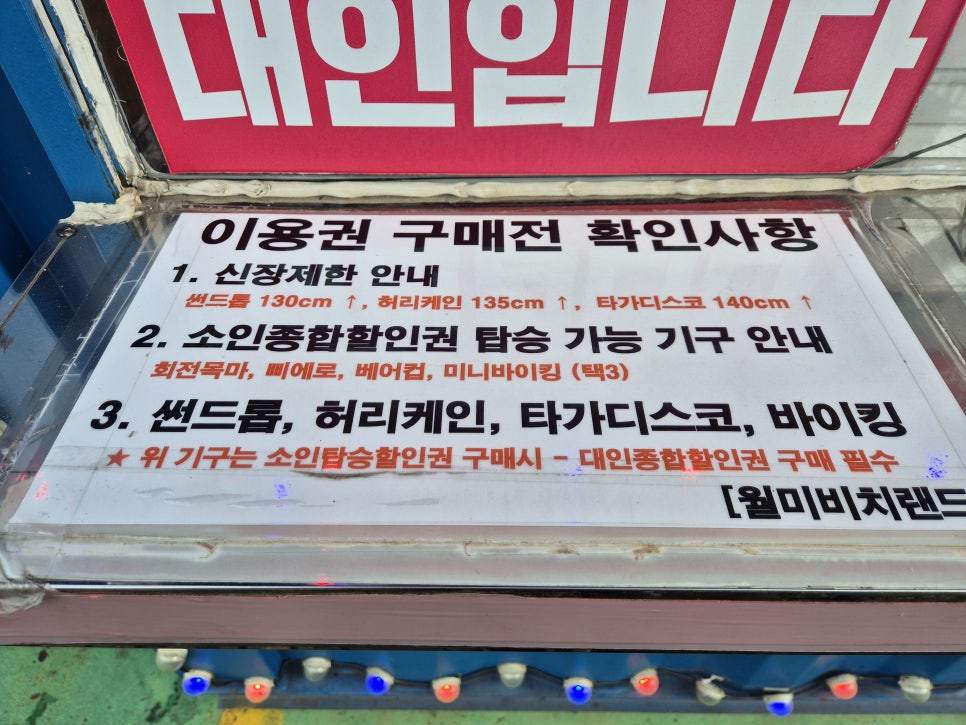 대인입니다
이용권 구매전 확인사항
1. 신장제한 안내
썬드롭 130cm ↑, 허리케인 135cm ↑, 타가디스코 140cm ↑
2. 소인종합할인권 탑승 가능 기구 안내
회전목마, 삐에로, 베어컵, 미니바이킹 (택3)
3. 썬드롭, 허리케인, 타가디스코, 바이킹
★ 위 기구는 소인탑승할인권 구매시 - 대인종합할인권 구매 필수
[월미비치랜드